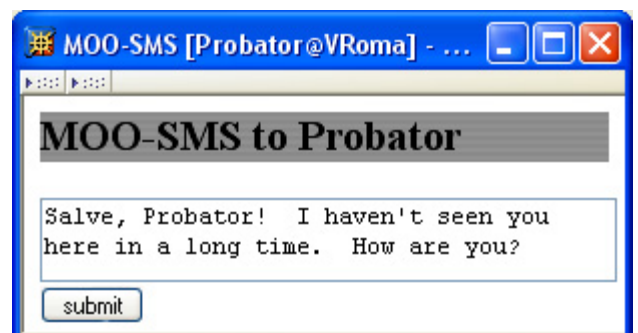 MOO-SMS [Probator@VRoma] - ...
MOO-SMS to Probator
Salve, Probator!  I haven't seen you
here in a long time.  How are you?
submit